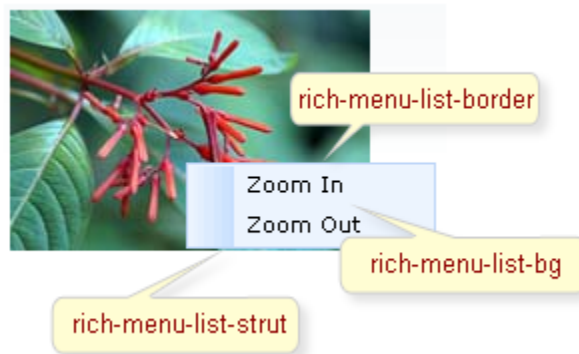 rich-menu-list-border
Zoom In
Zoom Out
rich-menu-list-bg
rich-menu-list-strut